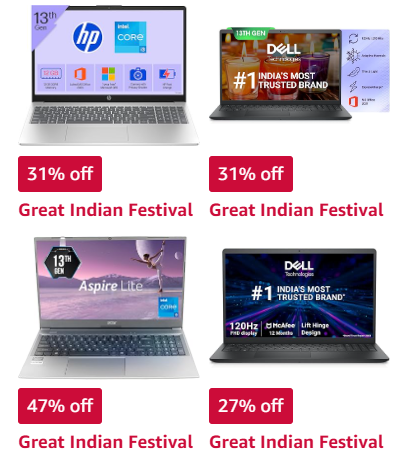 13th
Gen
hp
intel
CORE
i5
31% off
Great Indian Festival
13TH GEN
DELL
Technologies
#1 INDIA'S MOST
TRUSTED BRAND
31% off
Great Indian Festival
13TH
GEN
Aspire Lite
intel
CORE
47% off
Great Indian Festival
DELL
Technologies
#1 INDIA'S MOST
TRUSTED BRAND*
120Hz
FHD display
McAfee
12 Months
Lift Hinge
Design
27% off
Great Indian Festival